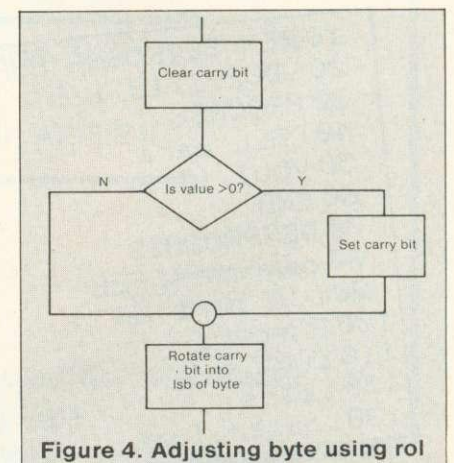 Clear carry bit
N
Is value >0?
Y
Set carry bit
Rotate carry
bit into
lsb of byte
Figure 4. Adjusting byte using rol